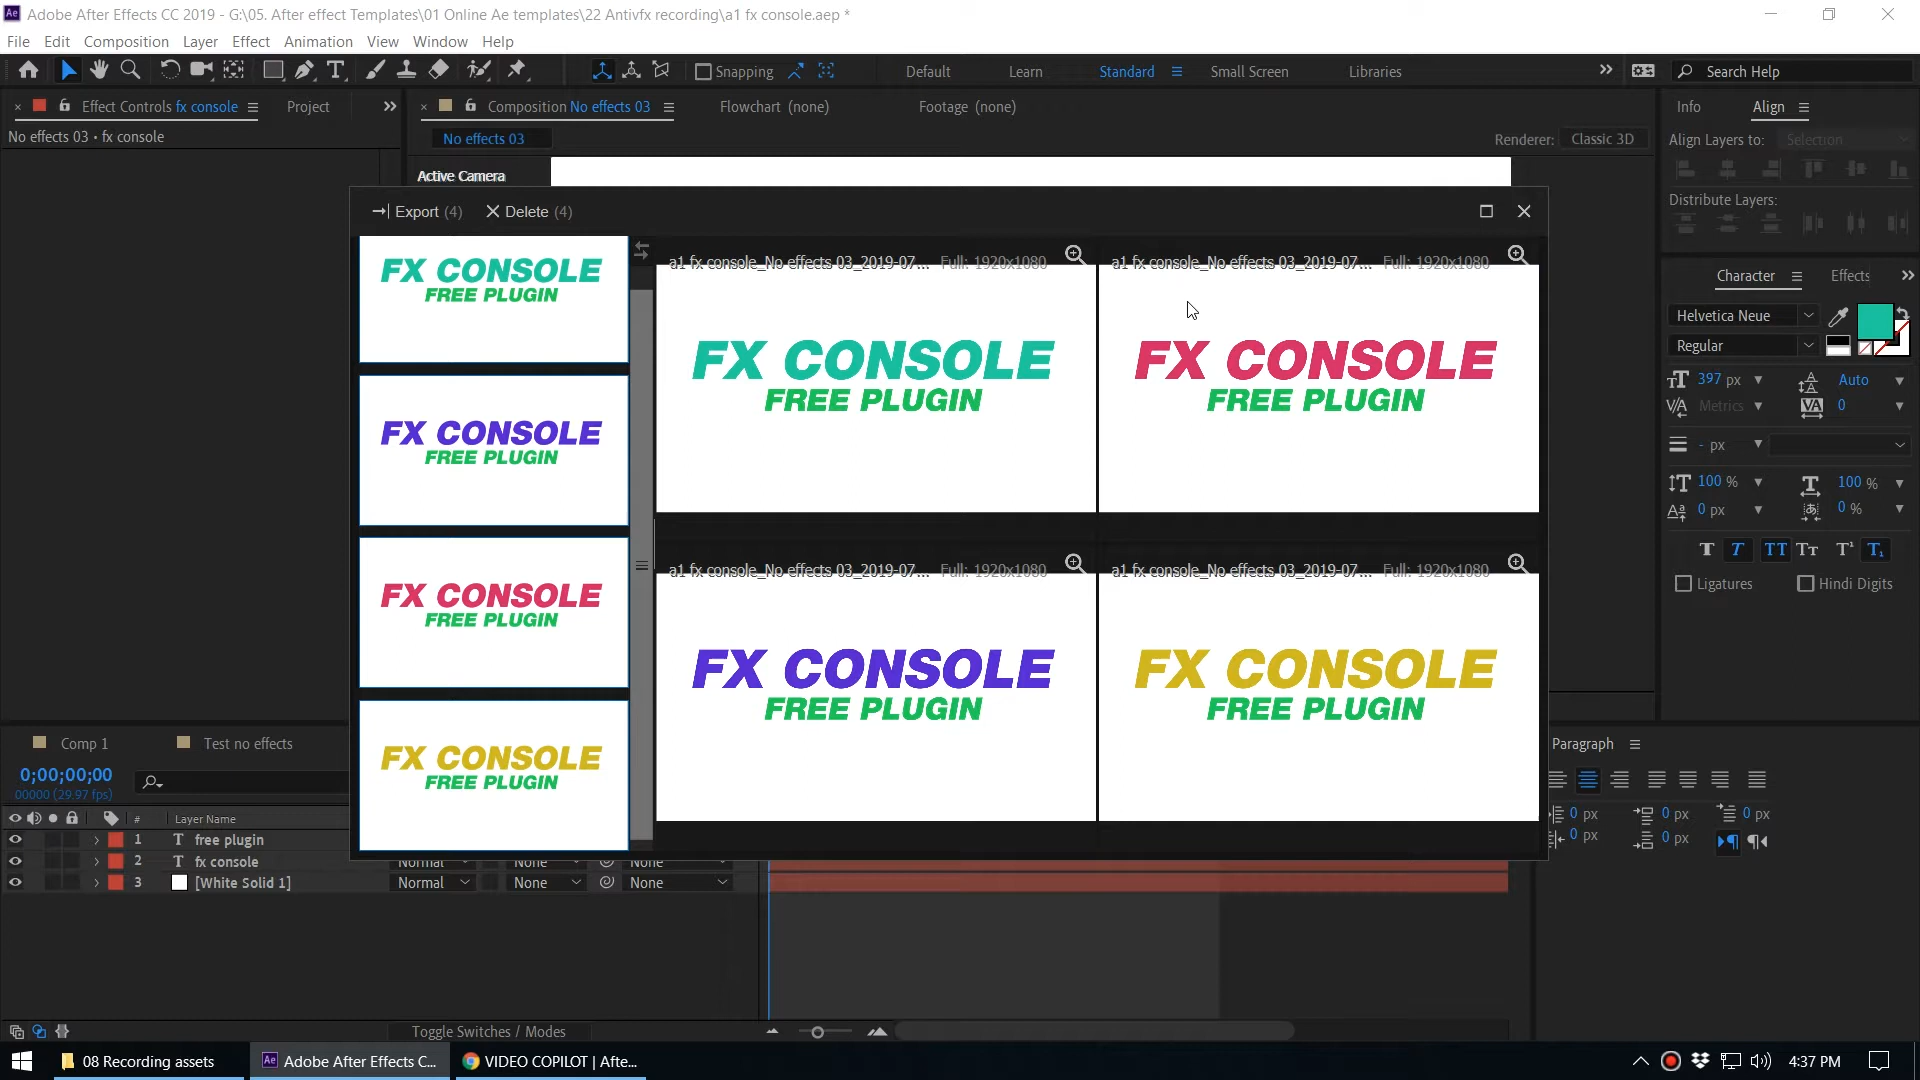 Adobe After Effects CC 2019 - G:\05. After effect Templates\01 Online Ae templates\22 Antivfx recording\a1 fx console.aep *
File Edit Composition Layer Effect Animation View Window Help
Snapping Default Learn Standard Small Screen Libraries Search Help
Effect Controls fx console Project Composition No effects 03 Flowchart (none) Footage (none) Info Align
No effects 03 • fx console No effects 03 Renderer: Classic 3D Align Layers to: Selection
Active Camera
Distribute Layers:
Export (4) Delete (4)
a1 fx console_No effects 03_2019-07... Full: 1920x1080 a1 fx console_No effects 03_2019-07... Full: 1920x1080
FX CONSOLE
FREE PLUGIN
FX CONSOLE
FREE PLUGIN
FX CONSOLE
FREE PLUGIN
FX CONSOLE
FREE PLUGIN
FX CONSOLE
FREE PLUGIN
FX CONSOLE
FREE PLUGIN
a1 fx console_No effects 03_2019-07... Full: 1920x1080 a1 fx console_No effects 03_2019-07... Full: 1920x1080
FX CONSOLE
FREE PLUGIN
FX CONSOLE
FREE PLUGIN
Character Effects
Helvetica Neue
Regular
397 px Auto
Metrics 0
- px
100 % 100 %
0 px 0 %
T T TT Tт T¹ T₁
Ligatures Hindi Digits
Comp 1 Test no effects
0;00;00;00
00000 (29.97 fps)
# Layer Name
1 T free plugin
2 T fx console Normal None None
3 [White Solid 1] Normal None None
Toggle Switches / Modes
Paragraph
0 px 0 px 0 px
0 px 0 px
08 Recording assets Adobe After Effects C... VIDEO COPILOT | Afte... 4:37 PM